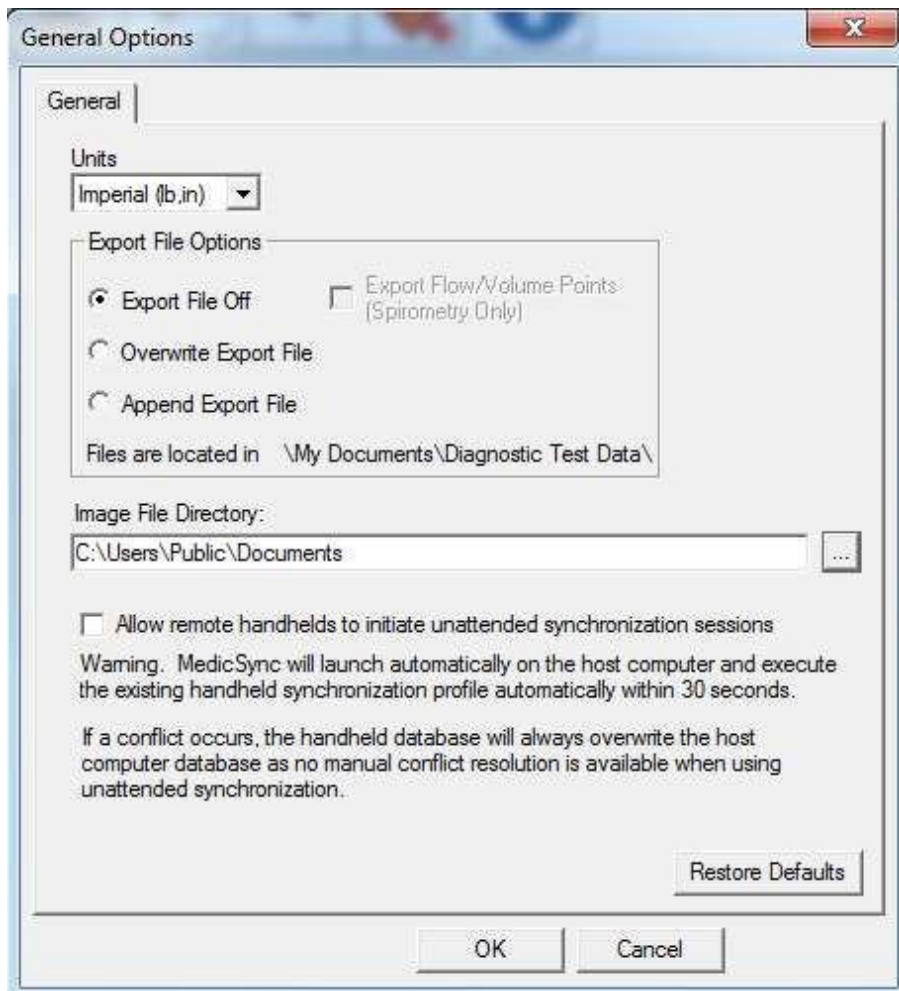 General Options
General
Units
Imperial (lb,in)
Export File Options
Export File Off
Export Flow/Volume Points
(Spirometry Only)
Overwrite Export File
Append Export File
Files are located in \My Documents\Diagnostic Test Data\
Image File Directory:
C:\Users\Public\Documents
...
Allow remote handhelds to initiate unattended synchronization sessions
Warning. MedicSync will launch automatically on the host computer and execute
the existing handheld synchronization profile automatically within 30 seconds.
If a conflict occurs, the handheld database will always overwrite the host
computer database as no manual conflict resolution is available when using
unattended synchronization.
Restore Defaults
OK
Cancel